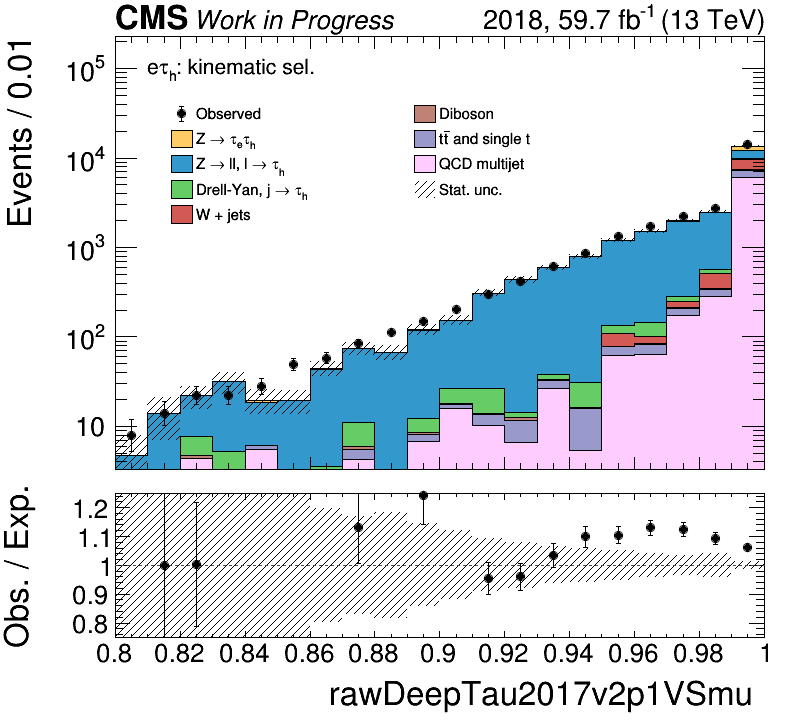 CMS Work in Progress 2018, 59.7 fb⁻¹ (13 TeV)
Events / 0.01
eτₕ: kinematic sel.
Observed
Z → τₑτₕ
Z → ll, l → τₕ
Drell-Yan, j → τₕ
W + jets
Diboson
tt̄ and single t
QCD multijet
Stat. unc.
10⁵
10⁴
10³
10²
10
Obs. / Exp.
1.2
1.1
1
0.9
0.8
0.8 0.82 0.84 0.86 0.88 0.9 0.92 0.94 0.96 0.98 1
rawDeepTau2017v2p1VSmu